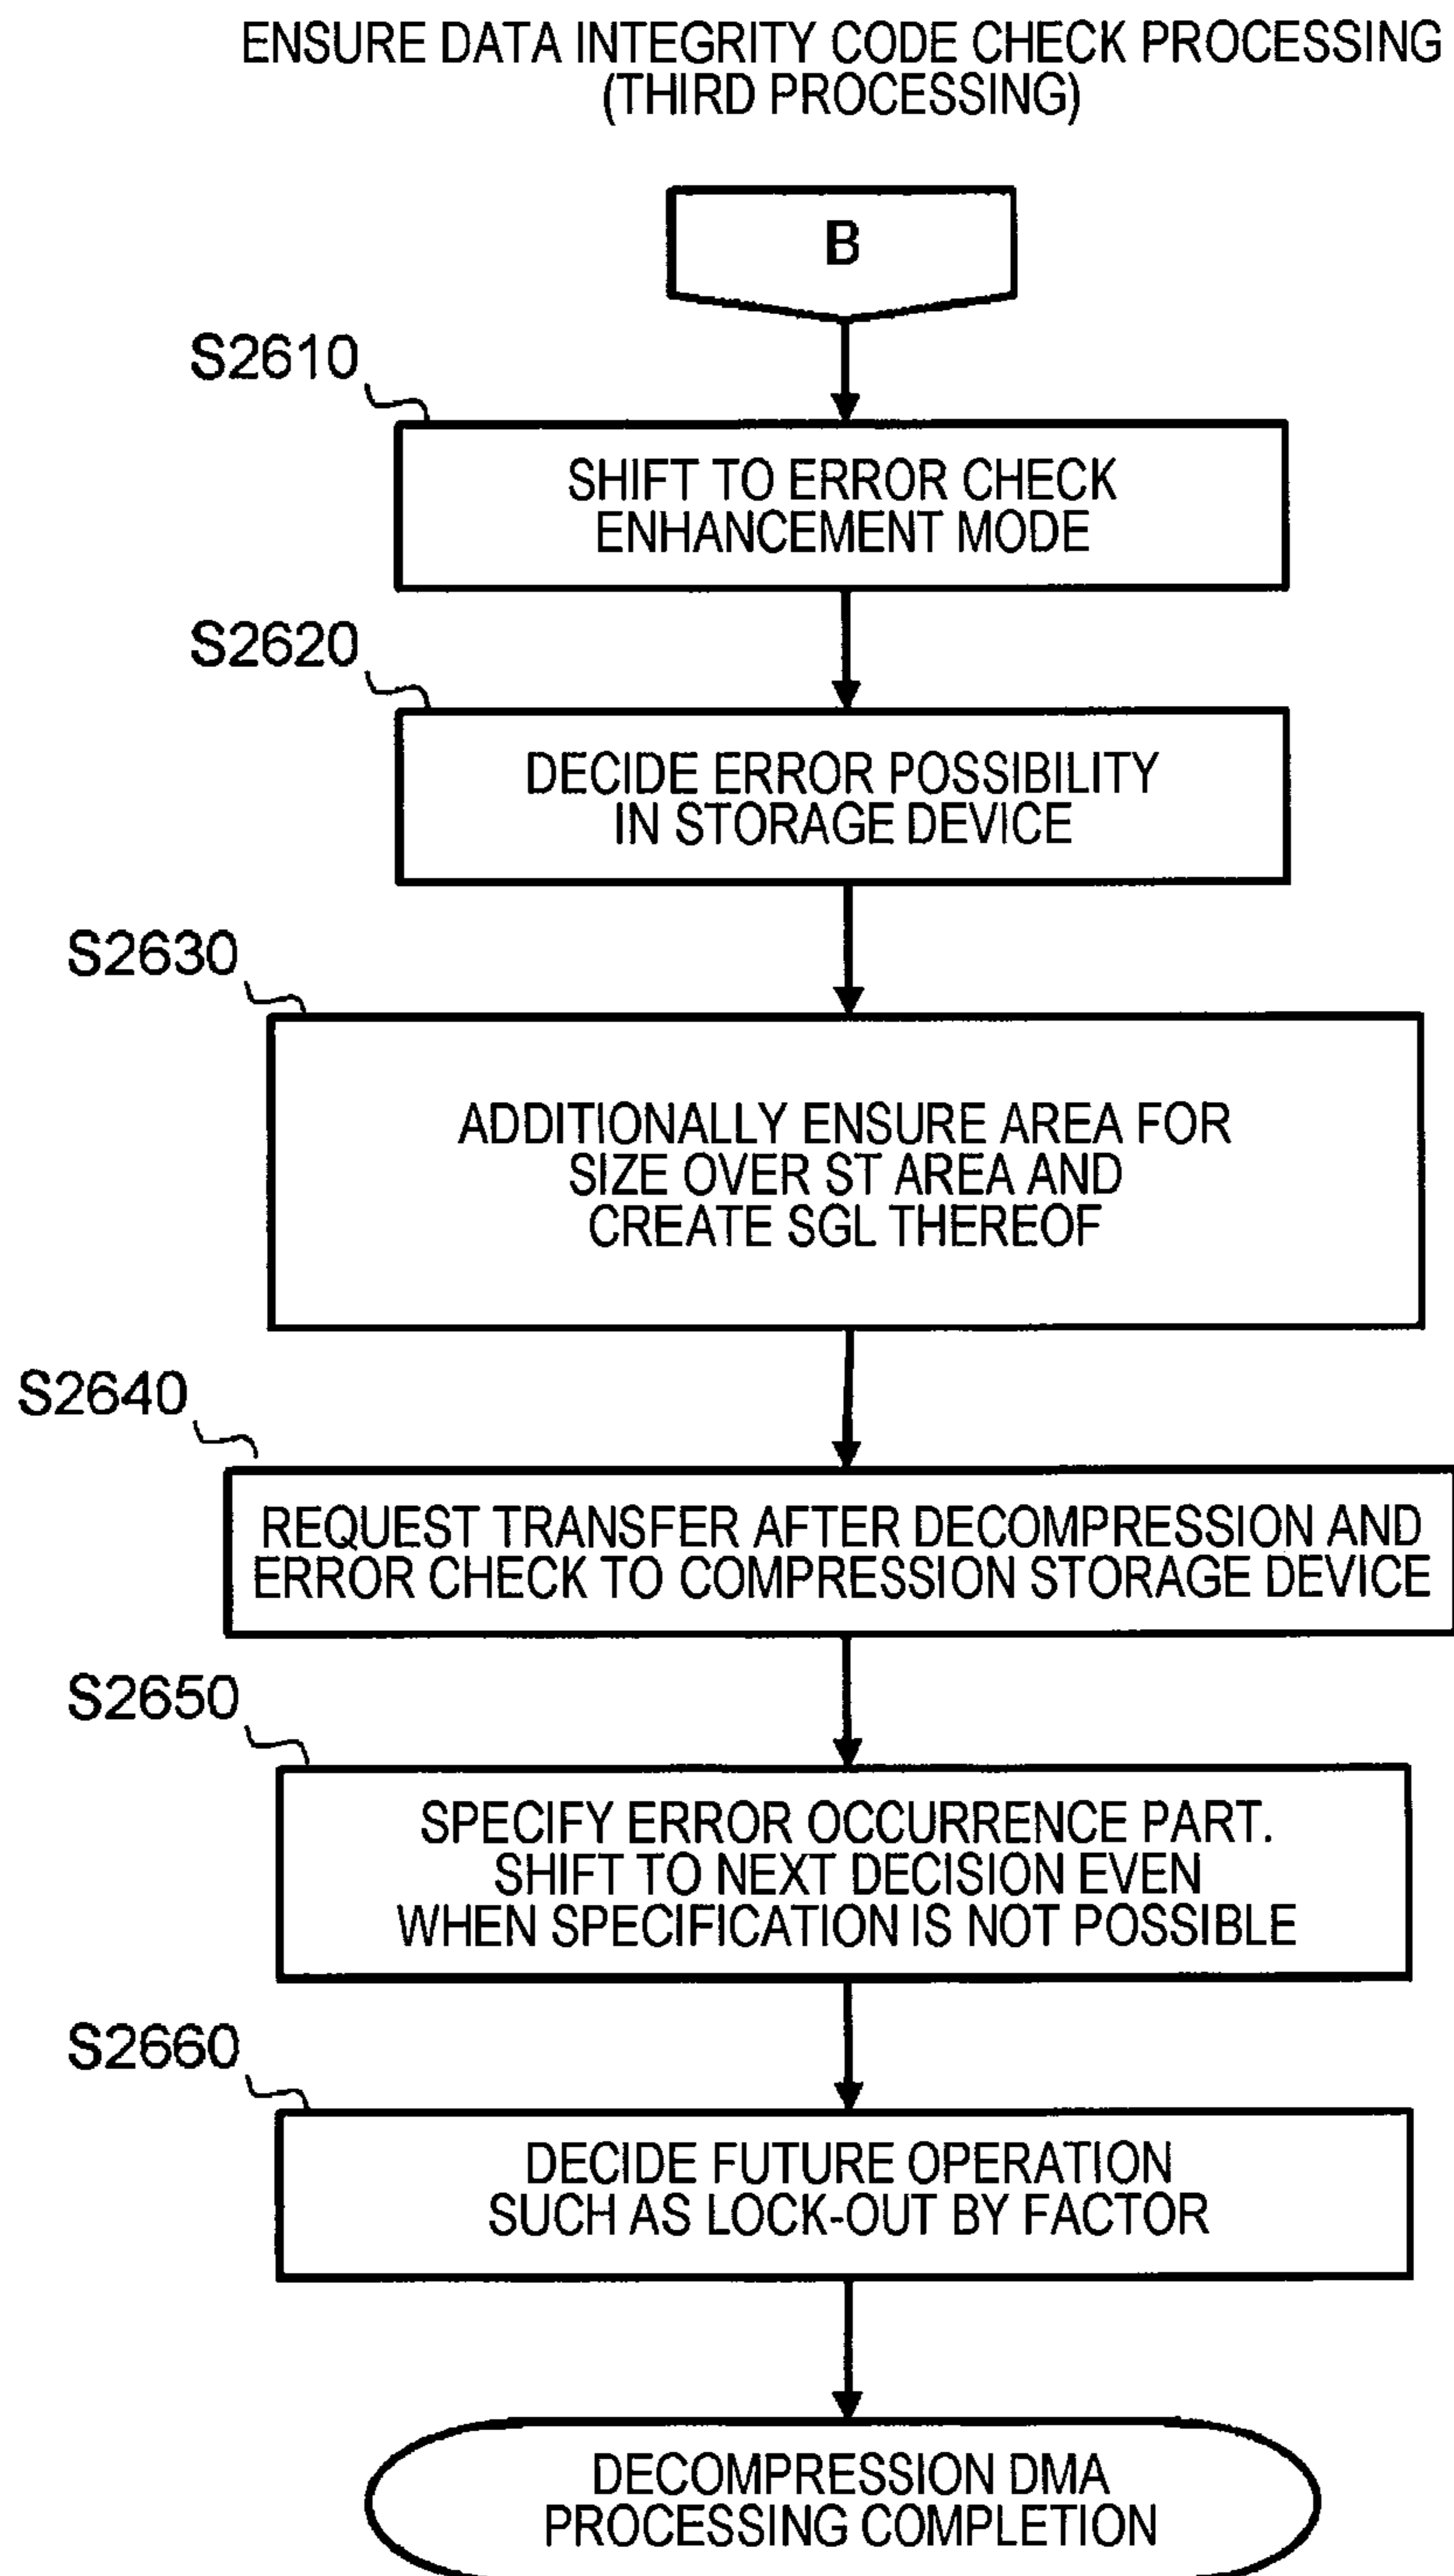 ENSURE DATA INTEGRITY CODE CHECK PROCESSING
(THIRD PROCESSING)
B
S2610
SHIFT TO ERROR CHECK
ENHANCEMENT MODE
S2620
DECIDE ERROR POSSIBILITY
IN STORAGE DEVICE
S2630
ADDITIONALLY ENSURE AREA FOR
SIZE OVER ST AREA AND
CREATE SGL THEREOF
S2640
REQUEST TRANSFER AFTER DECOMPRESSION AND
ERROR CHECK TO COMPRESSION STORAGE DEVICE
S2650
SPECIFY ERROR OCCURRENCE PART.
SHIFT TO NEXT DECISION EVEN
WHEN SPECIFICATION IS NOT POSSIBLE
S2660
DECIDE FUTURE OPERATION
SUCH AS LOCK-OUT BY FACTOR
DECOMPRESSION DMA
PROCESSING COMPLETION